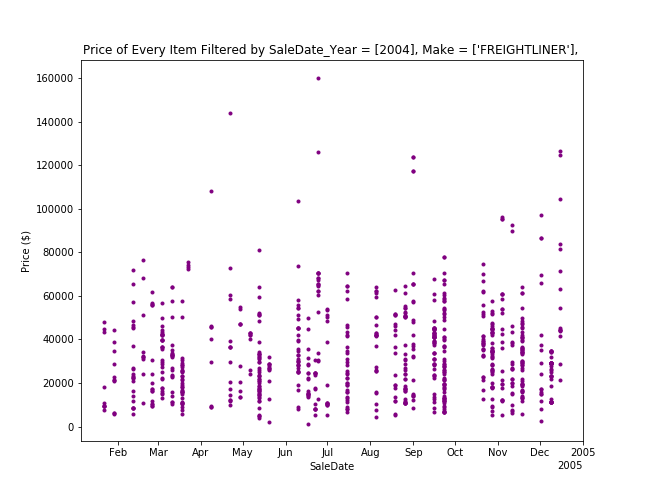 Price of Every Item Filtered by SaleDate_Year = [2004], Make = ['FREIGHTLINER'],
160000
140000
120000
100000
80000
60000
40000
20000
0
Price ($)
Feb Mar Apr May Jun Jul Aug Sep Oct Nov Dec 2005
SaleDate
2005